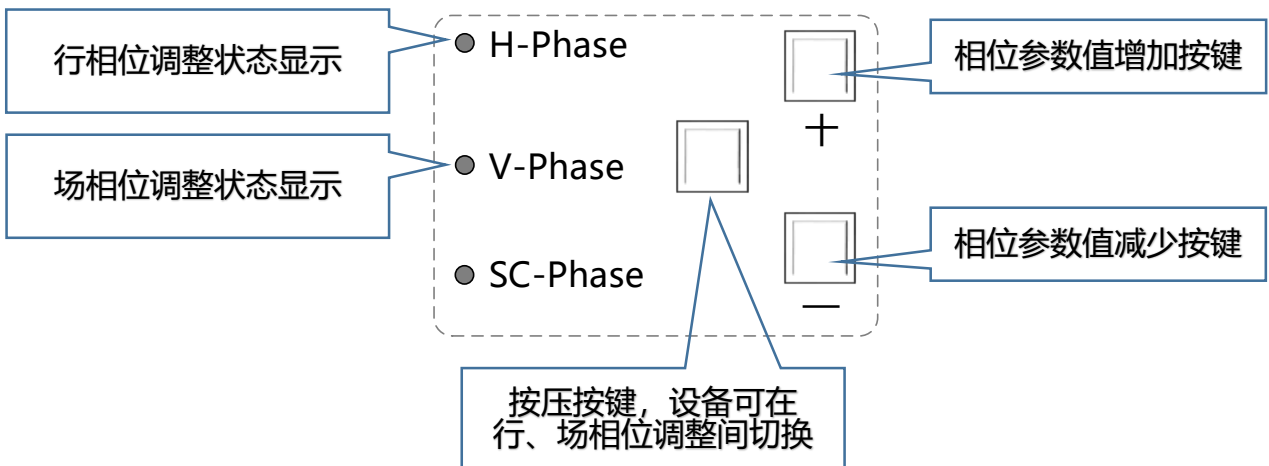 行相位调整状态显示
H-Phase
相位参数值增加按键
+
场相位调整状态显示
V-Phase
相位参数值减少按键
SC-Phase
—
按压按键，设备可在
行、场相位调整间切换